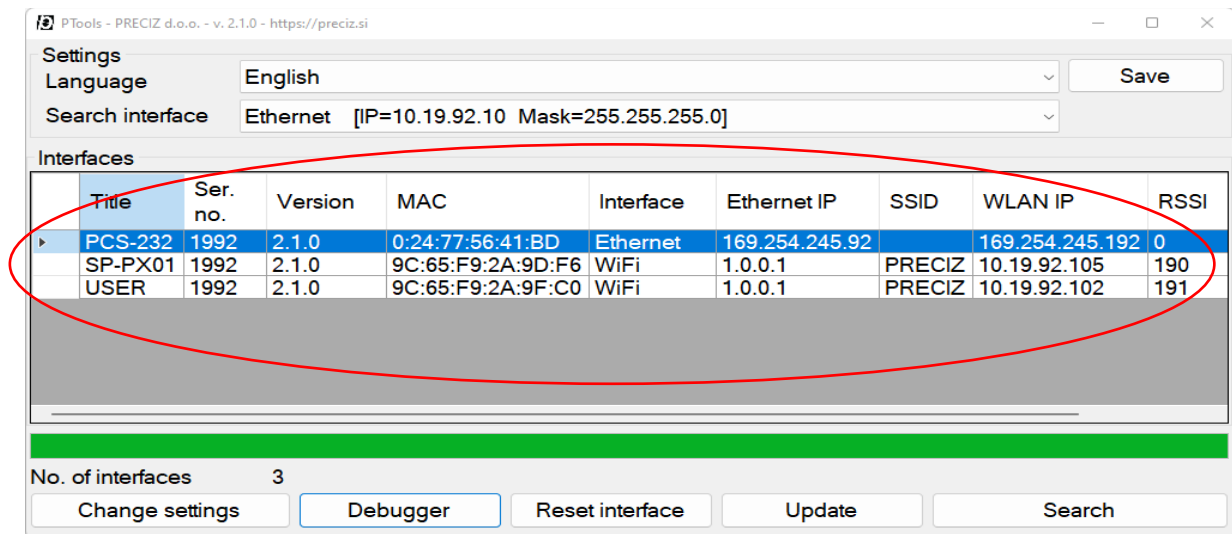 PTools - PRECIZ d.o.o. - v. 2.1.0 - https://preciz.si
Settings
Language English Save
Search interface Ethernet [IP=10.19.92.10 Mask=255.255.255.0]
Interfaces
Title Ser. no. Version MAC Interface Ethernet IP SSID WLAN IP RSSI
PCS-232 1992 2.1.0 0:24:77:56:41:BD Ethernet 169.254.245.92 169.254.245.192 0
SP-PX01 1992 2.1.0 9C:65:F9:2A:9D:F6 WiFi 1.0.0.1 PRECIZ 10.19.92.105 190
USER 1992 2.1.0 9C:65:F9:2A:9F:C0 WiFi 1.0.0.1 PRECIZ 10.19.92.102 191
No. of interfaces 3
Change settings Debugger Reset interface Update Search